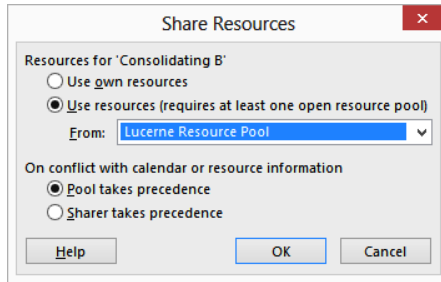 Share Resources
Resources for 'Consolidating B'
Use own resources
Use resources (requires at least one open resource pool)
From: Lucerne Resource Pool
On conflict with calendar or resource information
Pool takes precedence
Sharer takes precedence
Help OK Cancel